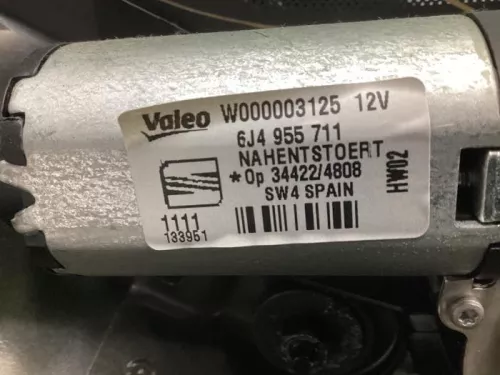 Valeo W000003125 12V
6J4 955 711
NAHENTSTOERT
*Op 34422/4808
SW4 SPAIN
HW02
1111
133951